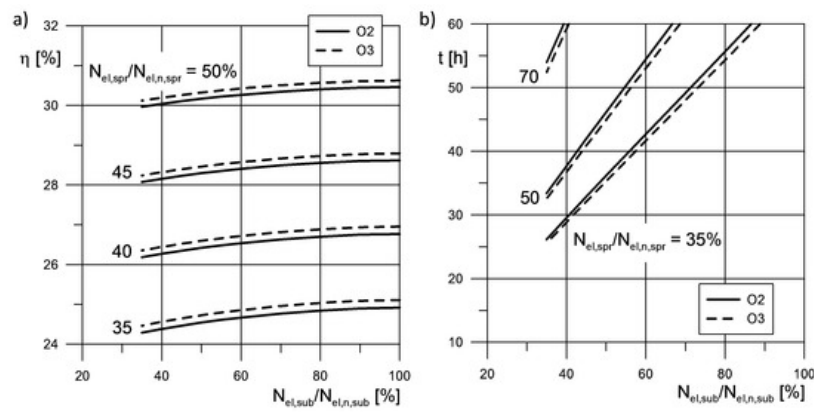 a)
32
η [%]
30
28
26
24
N_el,spr/N_el,n,spr = 50%
45
40
35
O2
O3
20 40 60 80 100
N_el,sub/N_el,n,sub [%]
b)
60
t [h]
50
40
30
20
10
70
50
N_el,spr/N_el,n,spr = 35%
O2
O3
20 40 60 80 100
N_el,sub/N_el,n,sub [%]